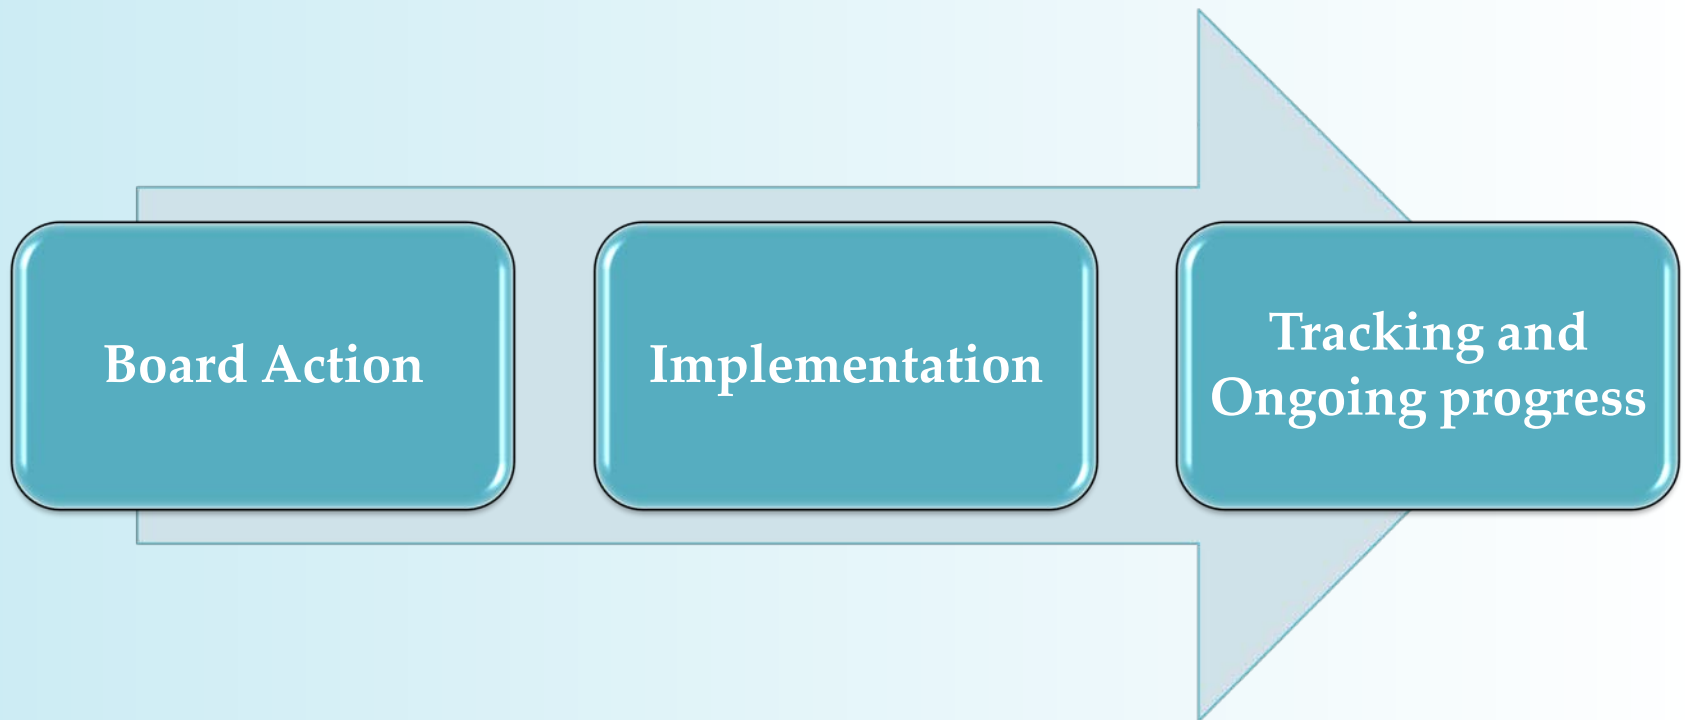 Board Action
Implementation
Tracking and
Ongoing progress